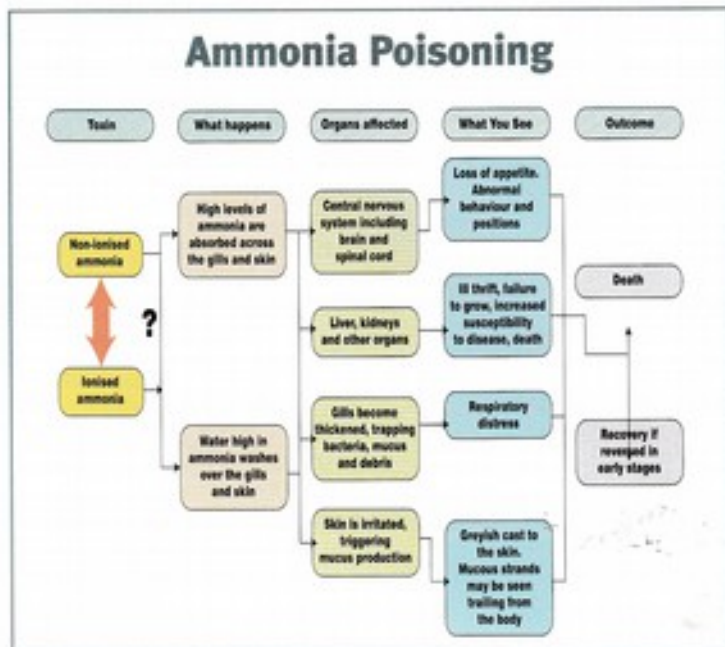 Ammonia Poisoning
Toxin
What happens
Organs affected
What You See
Outcome
Non-ionised
ammonia
?
Ionised
ammonia
High levels of
ammonia are
absorbed across
the gills and skin
Water high in
ammonia washes
over the gills
and skin
Central nervous
system including
brain and
spinal cord
Liver, kidneys
and other organs
Gills become
thickened, trapping
bacteria, mucus
and debris
Skin is irritated,
triggering
mucus production
Loss of appetite.
Abnormal
behaviour and
positions
Ill thrift, failure
to grow, increased
susceptibility
to disease, death
Respiratory
distress
Greyish cast to
the skin.
Mucous strands
may be seen
trailing from
the body
Death
Recovery if
reversed in
early stages